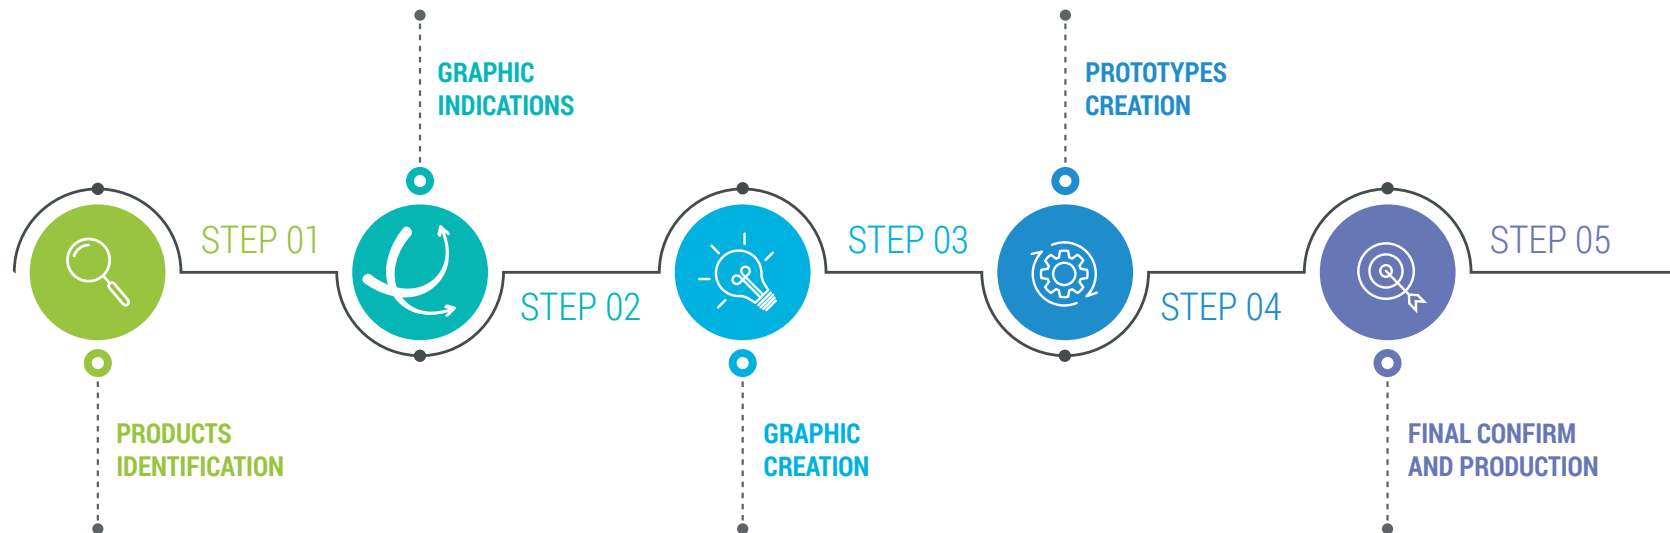 STEP 01
PRODUCTS
IDENTIFICATION
GRAPHIC
INDICATIONS
STEP 02
STEP 03
GRAPHIC
CREATION
PROTOTYPES
CREATION
STEP 04
STEP 05
FINAL CONFIRM
AND PRODUCTION